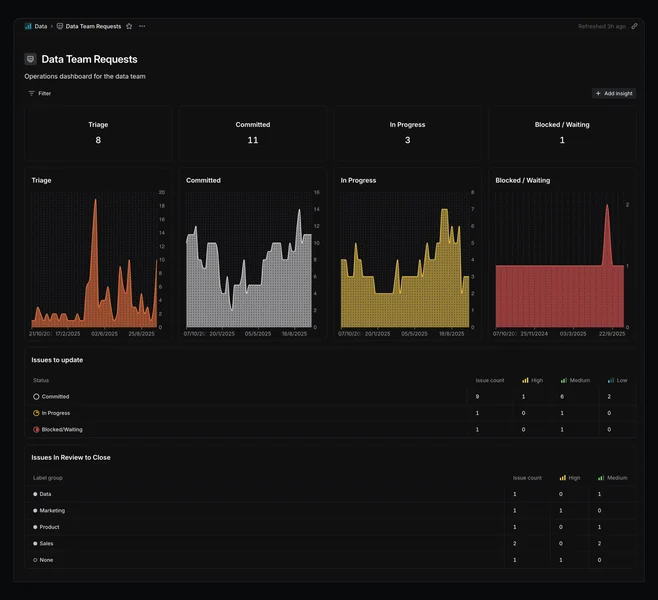 Data › Data Team Requests
Refreshed 3h ago
Data Team Requests
Operations dashboard for the data team
Filter
+ Add insight
Triage
8
Committed
11
In Progress
3
Blocked / Waiting
1
Triage
20
18
16
14
12
10
8
6
4
2
0
17/2/2025 02/6/2025 25/8/2025
Committed
16
14
12
10
8
6
4
2
0
20/1/2025 05/5/2025 18/8/2025
In Progress
8
7
6
5
4
3
2
1
0
20/1/2025 05/5/2025 18/8/2025
Blocked / Waiting
2
1
0
25/11/2024 03/3/2025 22/9/2025
Issues to update
Status Issue count High Medium Low
Committed 9 1 6 2
In Progress 1 0 1 0
Blocked/Waiting 1 0 1 0
Issues In Review to Close
Label group Issue count High Medium
Data 1 0 1
Marketing 1 1 0
Product 1 0 1
Sales 2 0 2
None 1 1 0